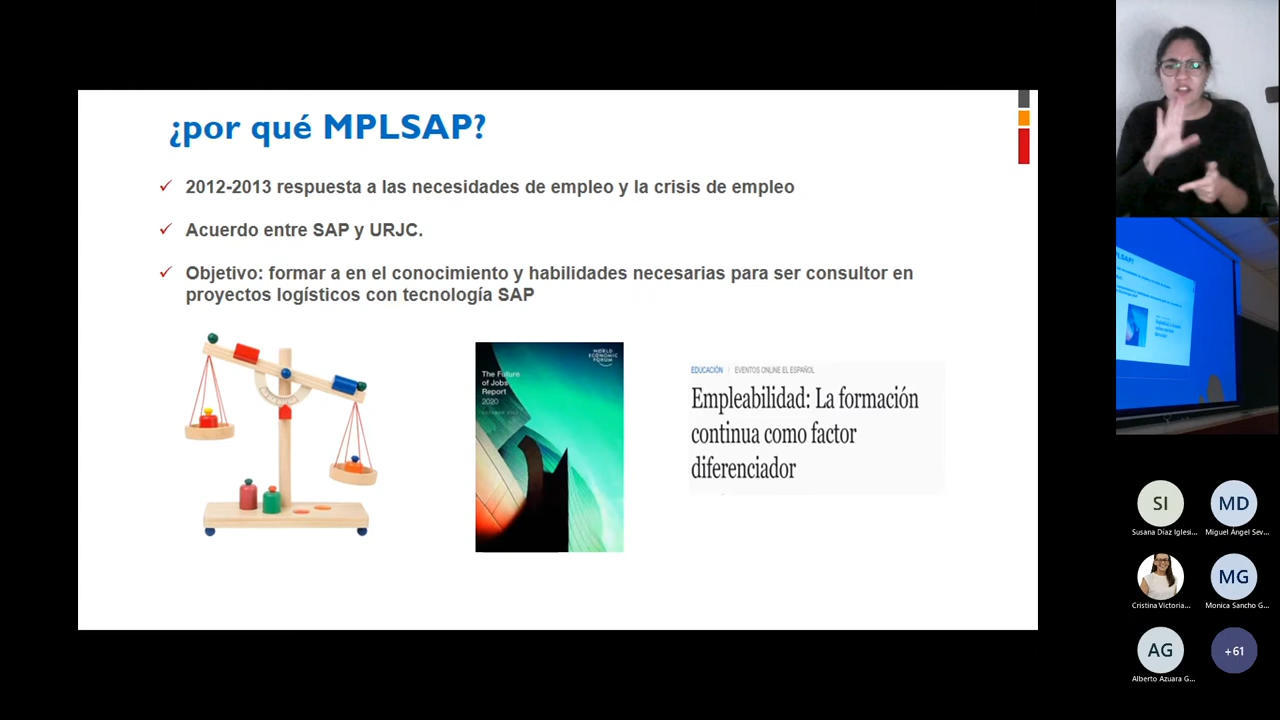 ¿por qué MPLSAP?
2012-2013 respuesta a las necesidades de empleo y la crisis de empleo
Acuerdo entre SAP y URJC.
Objetivo: formar a en el conocimiento y habilidades necesarias para ser consultor en
proyectos logísticos con tecnología SAP
WORLD
ECONOMIC
FORUM
The Future
of Jobs
Report
2020
EDUCACIÓN | EVENTOS ONLINE EL ESPAÑOL
Empleabilidad: La formación
continua como factor
diferenciador
SI
Susana Díaz Iglesi...
MD
Miguel Ángel Sev...
Cristina Victoria...
MG
Monica Sancho G...
AG
Alberto Azuara G...
+61